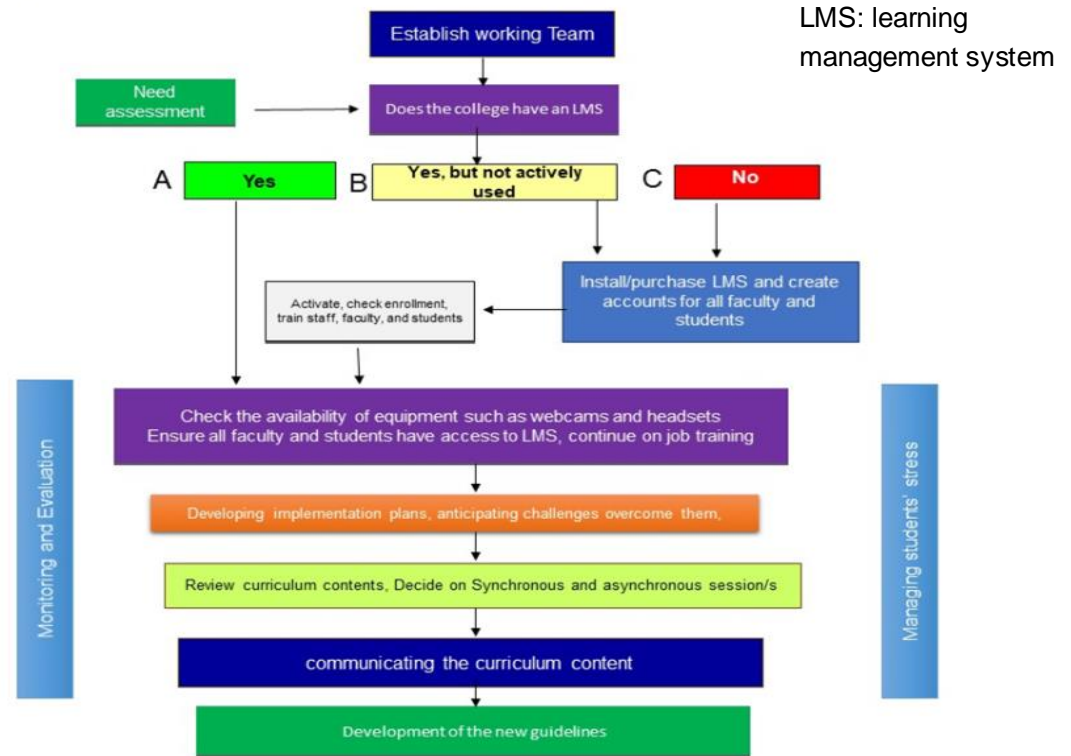 LMS: learning
management system
Establish working Team
Need
assessment
Does the college have an LMS
A
Yes
B
Yes, but not actively
used
C
No
Install/purchase LMS and create
accounts for all faculty and
students
Activate, check enrollment,
train staff, faculty, and students
Monitoring and Evaluation
Check the availability of equipment such as webcams and headsets
Ensure all faculty and students have access to LMS, continue on job training
Managing students' stress
Developing implementation plans, anticipating challenges overcome them,
Review curriculum contents, Decide on Synchronous and asynchronous session/s
communicating the curriculum content
Development of the new guidelines